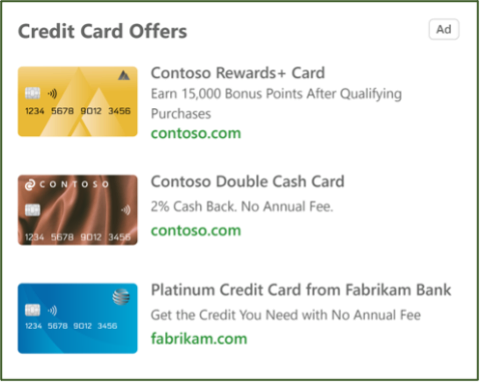 Credit Card Offers
Ad
Contoso Rewards+ Card
Earn 15,000 Bonus Points After Qualifying
Purchases
contoso.com
1234 5678 9012 3456
CONTOSO
Contoso Double Cash Card
2% Cash Back. No Annual Fee.
contoso.com
1234 5678 9012 3456
Platinum Credit Card from Fabrikam Bank
Get the Credit You Need with No Annual Fee
fabrikam.com
1234 5678 9012 3456